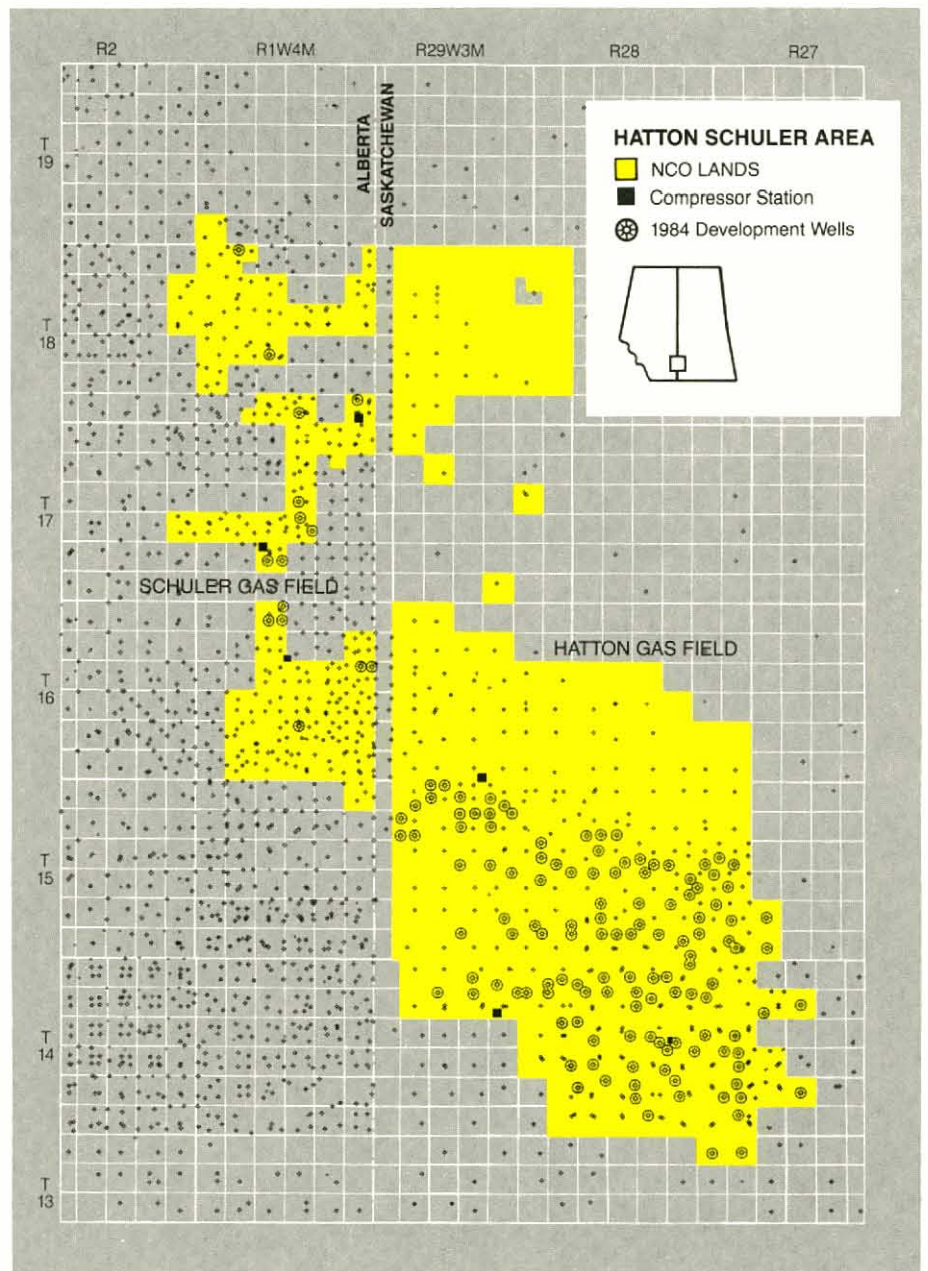 R2 R1W4M R29W3M R28 R27
ALBERTA
SASKATCHEWAN
HATTON SCHULER AREA
NCO LANDS
Compressor Station
1984 Development Wells
T
19
T
18
T
17
SCHULER GAS FIELD
HATTON GAS FIELD
T
16
T
15
T
14
T
13